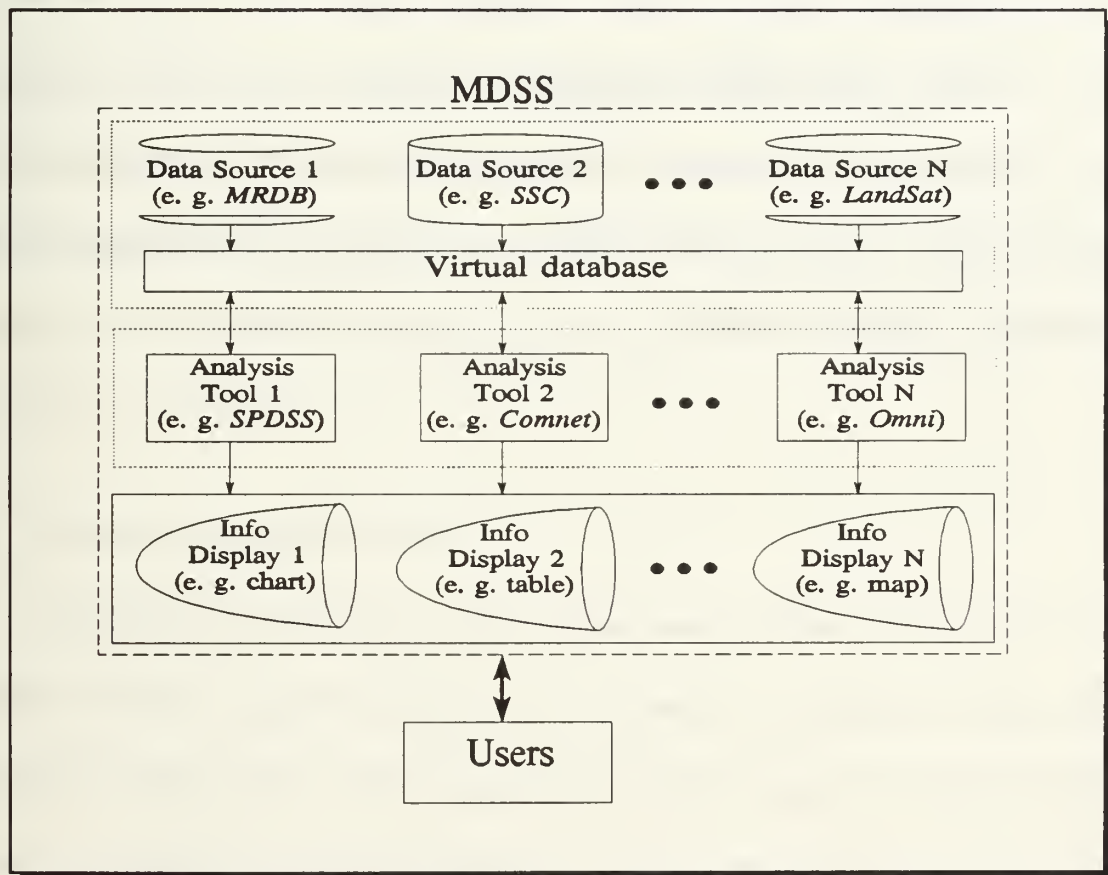 MDSS
Data Source 1
(e. g. MRDB)
Data Source 2
(e. g. SSC)
Data Source N
(e. g. LandSat)
Virtual database
Analysis
Tool 1
(e. g. SPDSS)
Analysis
Tool 2
(e. g. Comnet)
Analysis
Tool N
(e. g. Omni)
Info
Display 1
(e. g. chart)
Info
Display 2
(e. g. table)
Info
Display N
(e. g. map)
Users